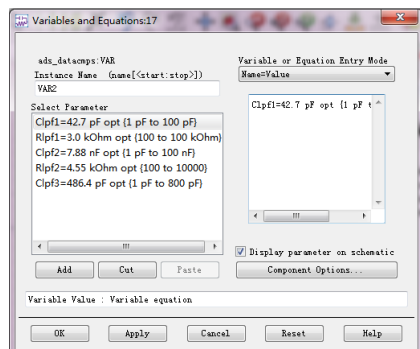 Variables and Equations:17
ads_datacmps:VAR
Instance Name (name[<start:stop>])
VAR2
Select Parameter
Clpf1=42.7 pF opt {1 pF to 100 pF}
Rlpf1=3.0 kOhm opt {100 to 100 kOhm}
Clpf2=7.88 nF opt {1 pF to 100 nF}
Rlpf2=4.55 kOhm opt {100 to 10000}
Clpf3=486.4 pF opt {1 pF to 800 pF}
Add
Cut
Paste
Variable or Equation Entry Mode
Name=Value
Clpf1=42.7 pF opt {1 pF t
Display parameter on schematic
Component Options...
Variable Value : Variable equation
OK
Apply
Cancel
Reset
Help